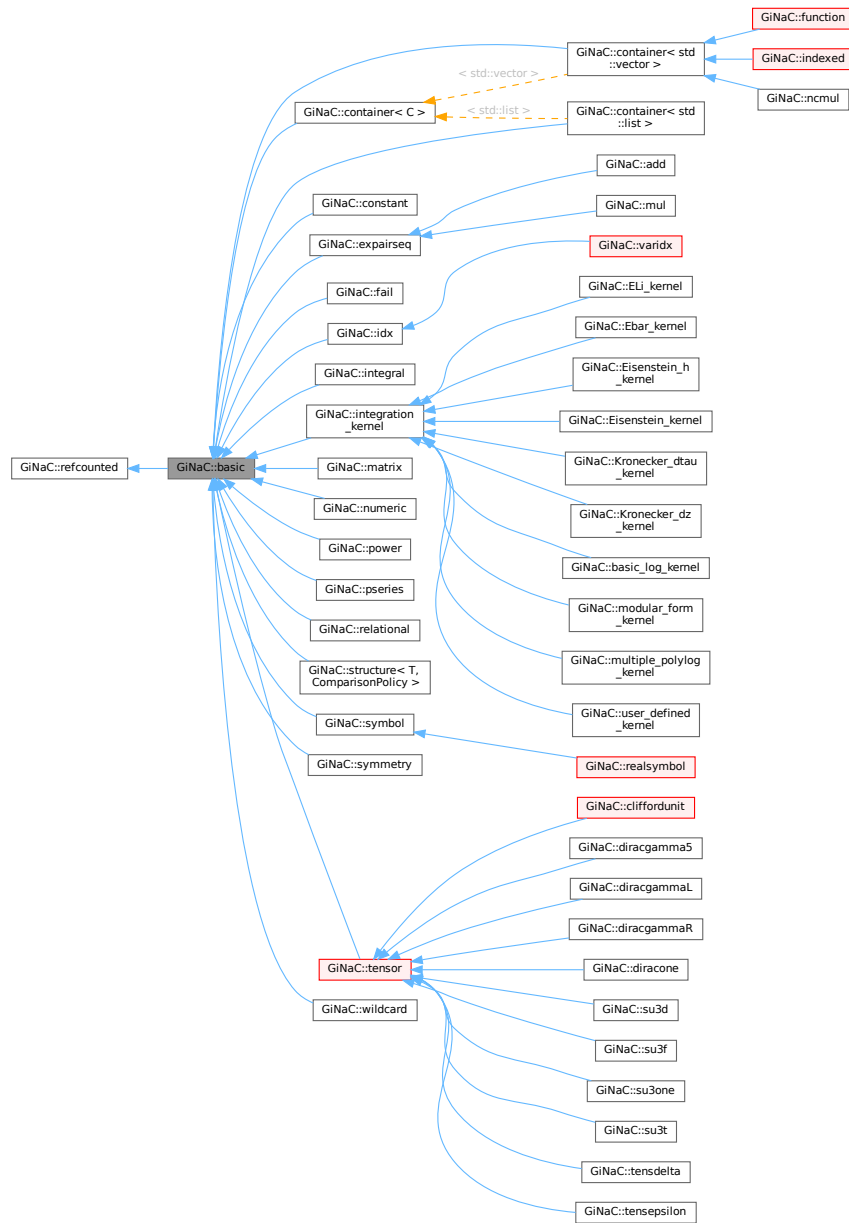 GiNaC::function
GiNaC::container< std
::vector >
GiNaC::indexed
< std::vector >
GiNaC::ncmul
GiNaC::container< C >
< std::list >
GiNaC::container< std
::list >
GiNaC::add
GiNaC::constant
GiNaC::mul
GiNaC::expairseq
GiNaC::varidx
GiNaC::fail
GiNaC::ELi_kernel
GiNaC::idx
GiNaC::Ebar_kernel
GiNaC::integral
GiNaC::Eisenstein_h
_kernel
GiNaC::integration
_kernel
GiNaC::Eisenstein_kernel
GiNaC::refcounted
GiNaC::basic
GiNaC::matrix
GiNaC::Kronecker_dtau
_kernel
GiNaC::numeric
GiNaC::Kronecker_dz
_kernel
GiNaC::power
GiNaC::basic_log_kernel
GiNaC::pseries
GiNaC::modular_form
_kernel
GiNaC::relational
GiNaC::multiple_polylog
_kernel
GiNaC::structure< T,
ComparisonPolicy >
GiNaC::symbol
GiNaC::user_defined
_kernel
GiNaC::symmetry
GiNaC::realsymbol
GiNaC::cliffordunit
GiNaC::diracgamma5
GiNaC::diracgammaL
GiNaC::diracgammaR
GiNaC::tensor
GiNaC::diracone
GiNaC::wildcard
GiNaC::su3d
GiNaC::su3f
GiNaC::su3one
GiNaC::su3t
GiNaC::tensdelta
GiNaC::tensepsilon